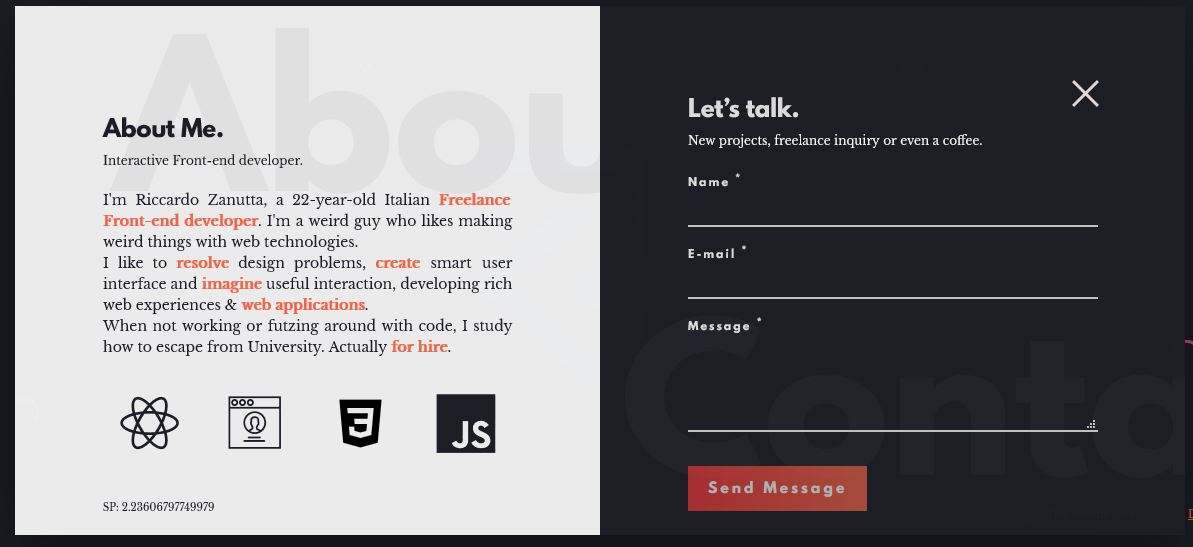 Abou
About Me.
Interactive Front-end developer.
I'm Riccardo Zanutta, a 22-year-old Italian Freelance
Front-end developer. I'm a weird guy who likes making
weird things with web technologies.
I like to resolve design problems, create smart user
interface and imagine useful interaction, developing rich
web experiences & web applications.
When not working or futzing around with code, I study
how to escape from University. Actually for hire.
JS
SP: 2.23606797749979
Let's talk.
New projects, freelance inquiry or even a coffee.
Name *
E-mail *
Message *
Conta
Send Message